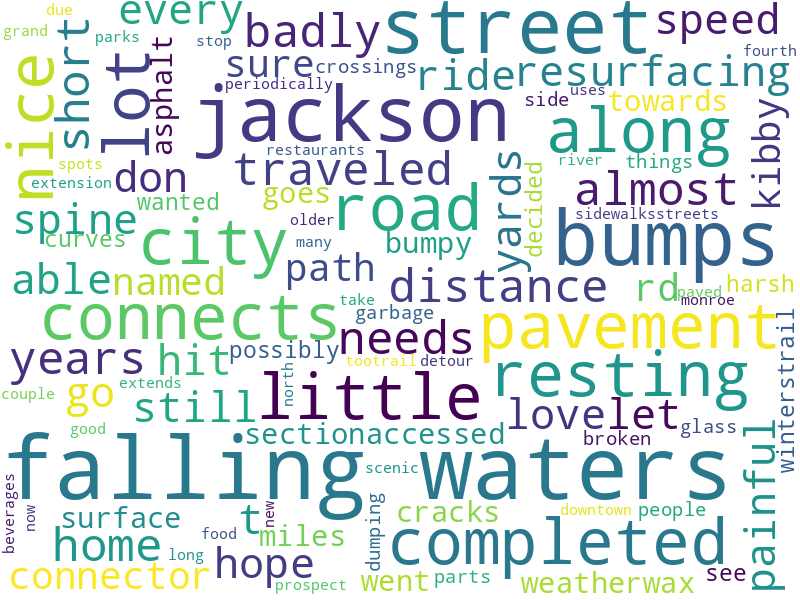 due
grand
parks
every
badly
street
speed
fourth
nice
short
lot
asphalt
stop
sure
crossings
periodically
ride
resurfacing
jackson
side
uses
towards
kibby
restaurants
along
spots
extension
don
traveled
river
things
yards
decided
almost
wanted
goes
older
road
spine
city
many
bumpy
sidewalksstreets
bumps
curves
able
named
path
distance
rd
paved
harsh
monroe
connects
take
garbage
needs
pavement
years
hit
possibly
tootrail
detour
winterstrail
couple
go
extends
north
little
resting
still
love
let
good
sectionaccessed
broken
glass
painful
falling
waters
scenic
beverages
now
surface
t
new
dumping
cracks
downtown
people
home
food
long
miles
completed
connector
hope
prospect
went
parts
weatherwax
see